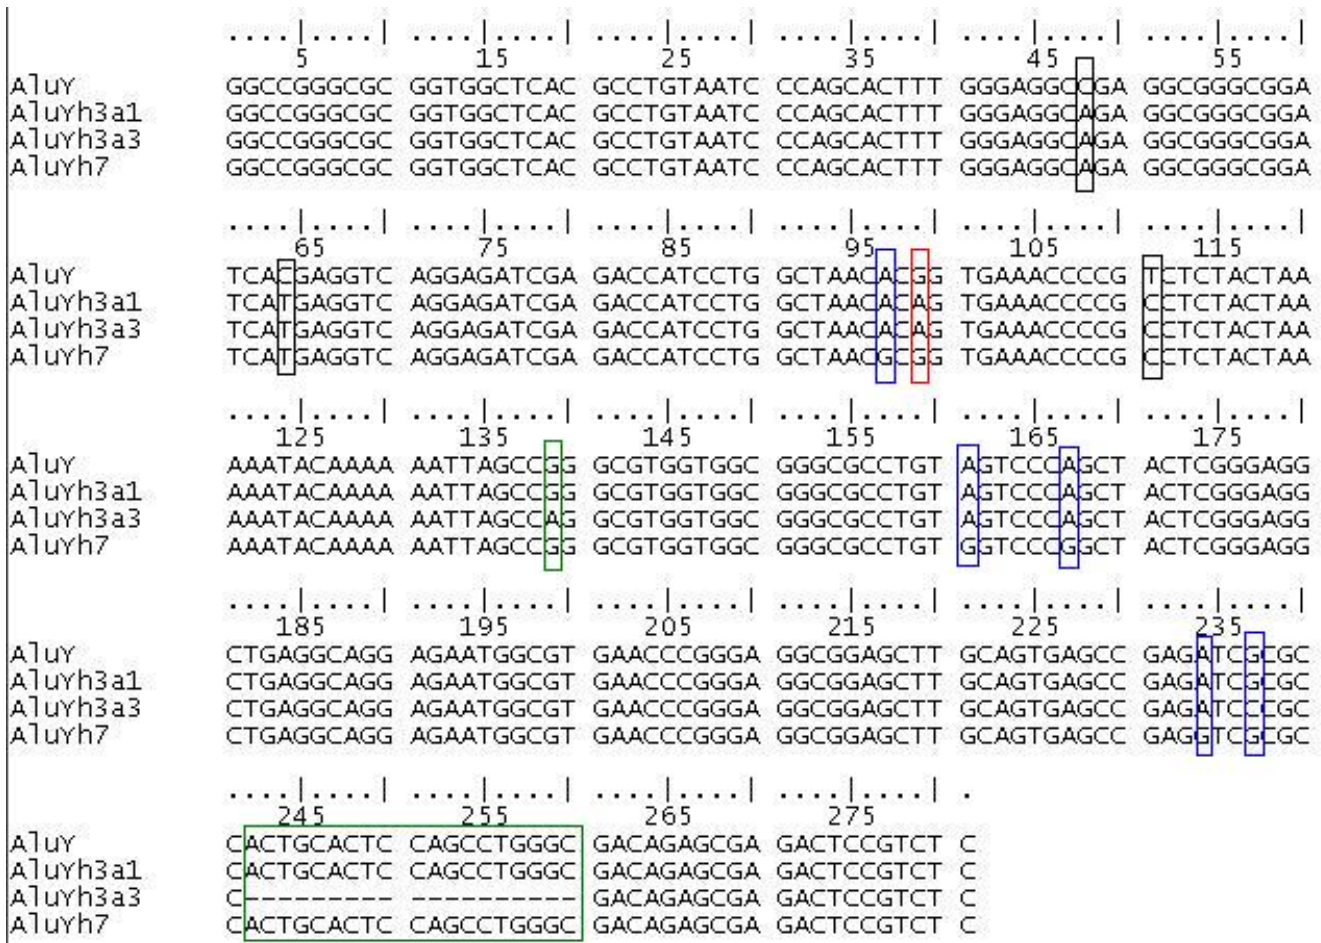 ....|....| ....|....| ....|....| ....|....| ....|....| ....|....|
5 15 25 35 45 55
AluY GGCCGGGCGC GGTGGCTCAC GCCTGTAATC CCAGCACTTT GGGAGGCCGA GGCGGGCGGA
AluYh3a1 GGCCGGGCGC GGTGGCTCAC GCCTGTAATC CCAGCACTTT GGGAGGCAGA GGCGGGCGGA
AluYh3a3 GGCCGGGCGC GGTGGCTCAC GCCTGTAATC CCAGCACTTT GGGAGGCAGA GGCGGGCGGA
AluYh7 GGCCGGGCGC GGTGGCTCAC GCCTGTAATC CCAGCACTTT GGGAGGCAGA GGCGGGCGGA
....|....| ....|....| ....|....| ....|....| ....|....| ....|....|
65 75 85 95 105 115
AluY TCACGAGGTC AGGAGATCGA GACCATCCTG GCTAACACGG TGAAACCCCG TCTCTACTAA
AluYh3a1 TCATGAGGTC AGGAGATCGA GACCATCCTG GCTAACACAG TGAAACCCCG CCTCTACTAA
AluYh3a3 TCATGAGGTC AGGAGATCGA GACCATCCTG GCTAACACAG TGAAACCCCG CCTCTACTAA
AluYh7 TCATGAGGTC AGGAGATCGA GACCATCCTG GCTAACGCGG TGAAACCCCG CCTCTACTAA
....|....| ....|....| ....|....| ....|....| ....|....| ....|....|
125 135 145 155 165 175
AluY AAATACAAAA AATTAGCCGG GCGTGGTGGC GGGCGCCTGT AGTCCCAGCT ACTCGGGAGG
AluYh3a1 AAATACAAAA AATTAGCCGG GCGTGGTGGC GGGCGCCTGT AGTCCCAGCT ACTCGGGAGG
AluYh3a3 AAATACAAAA AATTAGCCAG GCGTGGTGGC GGGCGCCTGT AGTCCCAGCT ACTCGGGAGG
AluYh7 AAATACAAAA AATTAGCCGG GCGTGGTGGC GGGCGCCTGT GGTCCCGGCT ACTCGGGAGG
....|....| ....|....| ....|....| ....|....| ....|....| ....|....|
185 195 205 215 225 235
AluY CTGAGGCAGG AGAATGGCGT GAACCCGGGA GGCGGAGCTT GCAGTGAGCC GAGATCGCGC
AluYh3a1 CTGAGGCAGG AGAATGGCGT GAACCCGGGA GGCGGAGCTT GCAGTGAGCC GAGATCGCGC
AluYh3a3 CTGAGGCAGG AGAATGGCGT GAACCCGGGA GGCGGAGCTT GCAGTGAGCC GAGATCGCGC
AluYh7 CTGAGGCAGG AGAATGGCGT GAACCCGGGA GGCGGAGCTT GCAGTGAGCC GAGGTCGCGC
....|....| ....|....| ....|....| ....|....| .
245 255 265 275
AluY CACTGCACTC CAGCCTGGGC GACAGAGCGA GACTCCGTCT C
AluYh3a1 CACTGCACTC CAGCCTGGGC GACAGAGCGA GACTCCGTCT C
AluYh3a3 C--------- ---------- GACAGAGCGA GACTCCGTCT C
AluYh7 CACTGCACTC CAGCCTGGGC GACAGAGCGA GACTCCGTCT C